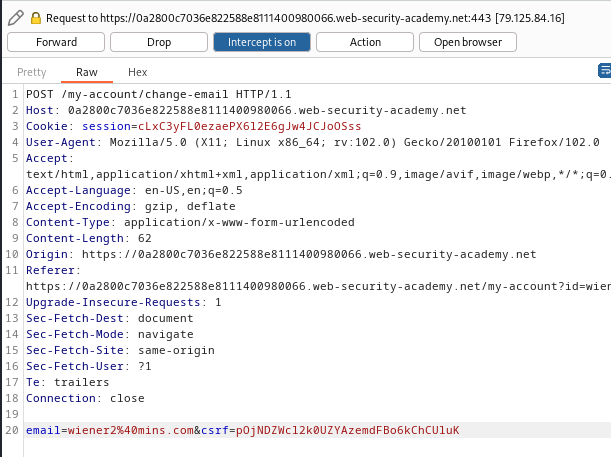 Request to https://0a2800c7036e822588e8111400980066.web-security-academy.net:443 [79.125.84.16]
Forward Drop Intercept is on Action Open browser
Pretty Raw Hex
1 POST /my-account/change-email HTTP/1.1
2 Host: 0a2800c7036e822588e8111400980066.web-security-academy.net
3 Cookie: session=cLxC3yFL0ezaePX6l2E6gJw4JCJoOSss
4 User-Agent: Mozilla/5.0 (X11; Linux x86_64; rv:102.0) Gecko/20100101 Firefox/102.0
5 Accept:
text/html,application/xhtml+xml,application/xml;q=0.9,image/avif,image/webp,*/*;q=0.
6 Accept-Language: en-US,en;q=0.5
7 Accept-Encoding: gzip, deflate
8 Content-Type: application/x-www-form-urlencoded
9 Content-Length: 62
10 Origin: https://0a2800c7036e822588e8111400980066.web-security-academy.net
11 Referer:
https://0a2800c7036e822588e8111400980066.web-security-academy.net/my-account?id=wien
12 Upgrade-Insecure-Requests: 1
13 Sec-Fetch-Dest: document
14 Sec-Fetch-Mode: navigate
15 Sec-Fetch-Site: same-origin
16 Sec-Fetch-User: ?1
17 Te: trailers
18 Connection: close
19
20 email=wiener2%40mins.com&csrf=pOjNDZWcl2k0UZYAzemdFBo6kChCUluK